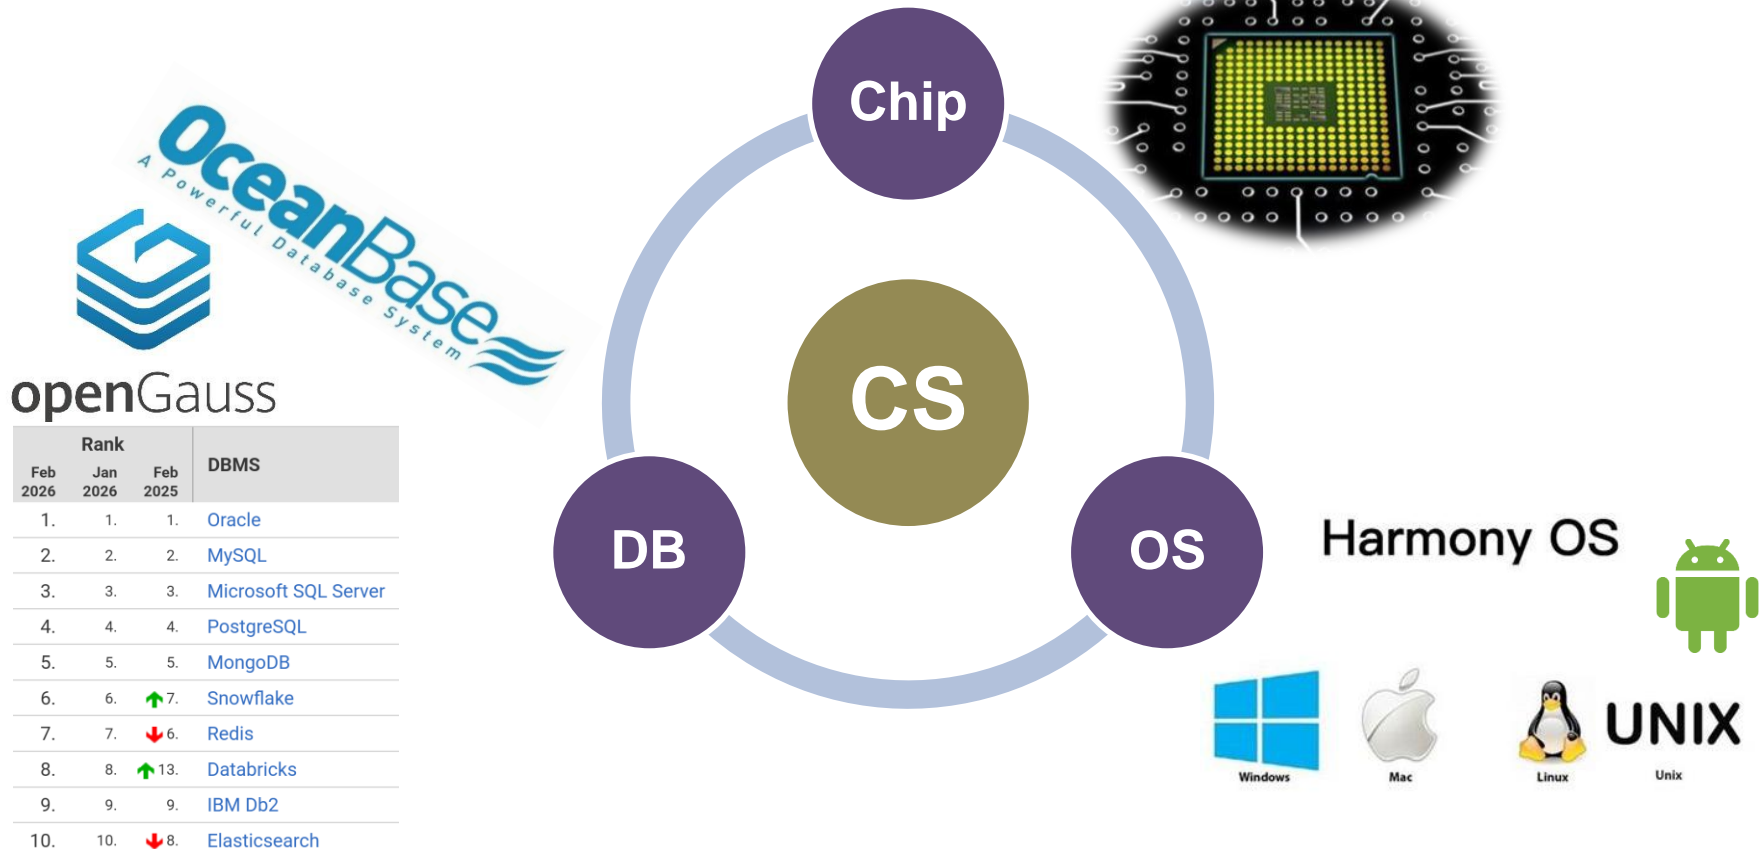 Chip
OceanBase
A Powerful Database System
openGauss
CS
Rank
DBMS
Feb 2026 Jan 2026 Feb 2025
1. 1. 1. Oracle
2. 2. 2. MySQL
3. 3. 3. Microsoft SQL Server
4. 4. 4. PostgreSQL
5. 5. 5. MongoDB
6. 6. 7. Snowflake
7. 7. 6. Redis
8. 8. 13. Databricks
9. 9. 9. IBM Db2
10. 10. 8. Elasticsearch
DB
OS
Harmony OS
UNIX
Windows
Mac
Linux
Unix